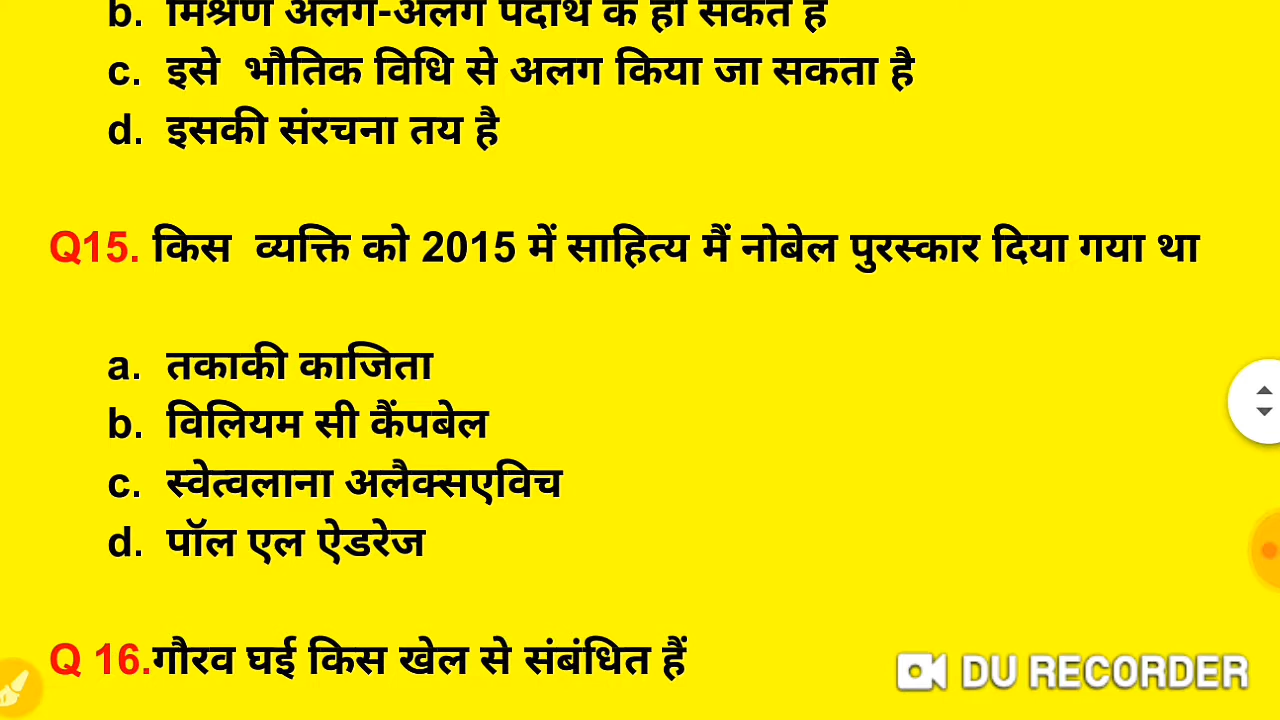 b. मिश्रण अलग-अलग पदार्थ के हो सकते हैं
c. इसे भौतिक विधि से अलग किया जा सकता है
d. इसकी संरचना तय है
Q15. किस व्यक्ति को 2015 में साहित्य मैं नोबेल पुरस्कार दिया गया था
a. तकाकी काजिता
b. विलियम सी कैंपबेल
c. स्वेत्वलाना अलैक्सएविच
d. पॉल एल ऐडरेज
Q 16.गौरव घई किस खेल से संबंधित हैं
DU RECORDER